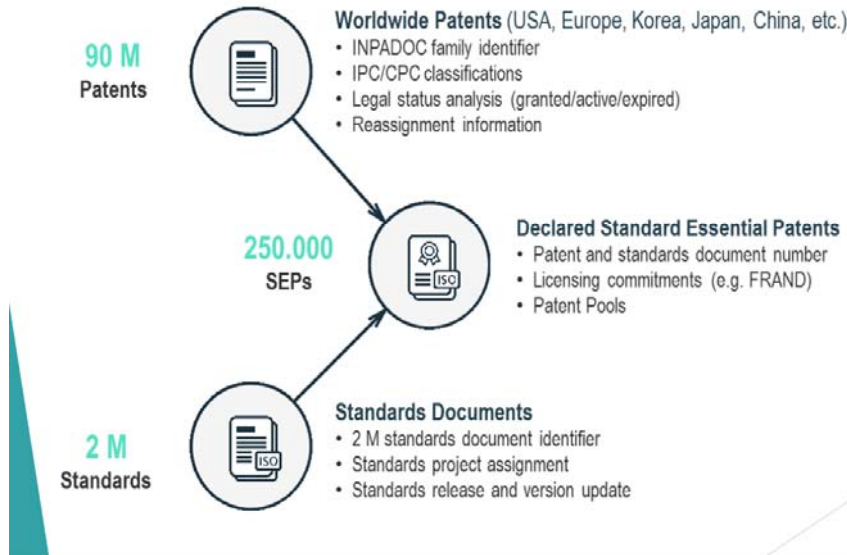 Worldwide Patents (USA, Europe, Korea, Japan, China, etc.)
• INPADOC family identifier
• IPC/CPC classifications
• Legal status analysis (granted/active/expired)
• Reassignment information
90 M
Patents
250.000
SEPs
ISO
Declared Standard Essential Patents
• Patent and standards document number
• Licensing commitments (e.g. FRAND)
• Patent Pools
2 M
Standards
ISO
Standards Documents
• 2 M standards document identifier
• Standards project assignment
• Standards release and version update